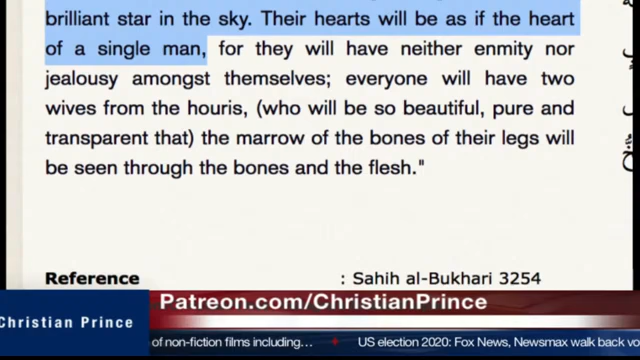 brilliant star in the sky. Their hearts will be as if the heart
of a single man, for they will have neither enmity nor
jealousy amongst themselves; everyone will have two
wives from the houris, (who will be so beautiful, pure and
transparent that) the marrow of the bones of their legs will
be seen through the bones and the flesh."
Reference : Sahih al-Bukhari 3254
Patreon.com/ChristianPrince
Christian Prince
of non-fiction films including... US election 2020: Fox News, Newsmax walk back vo